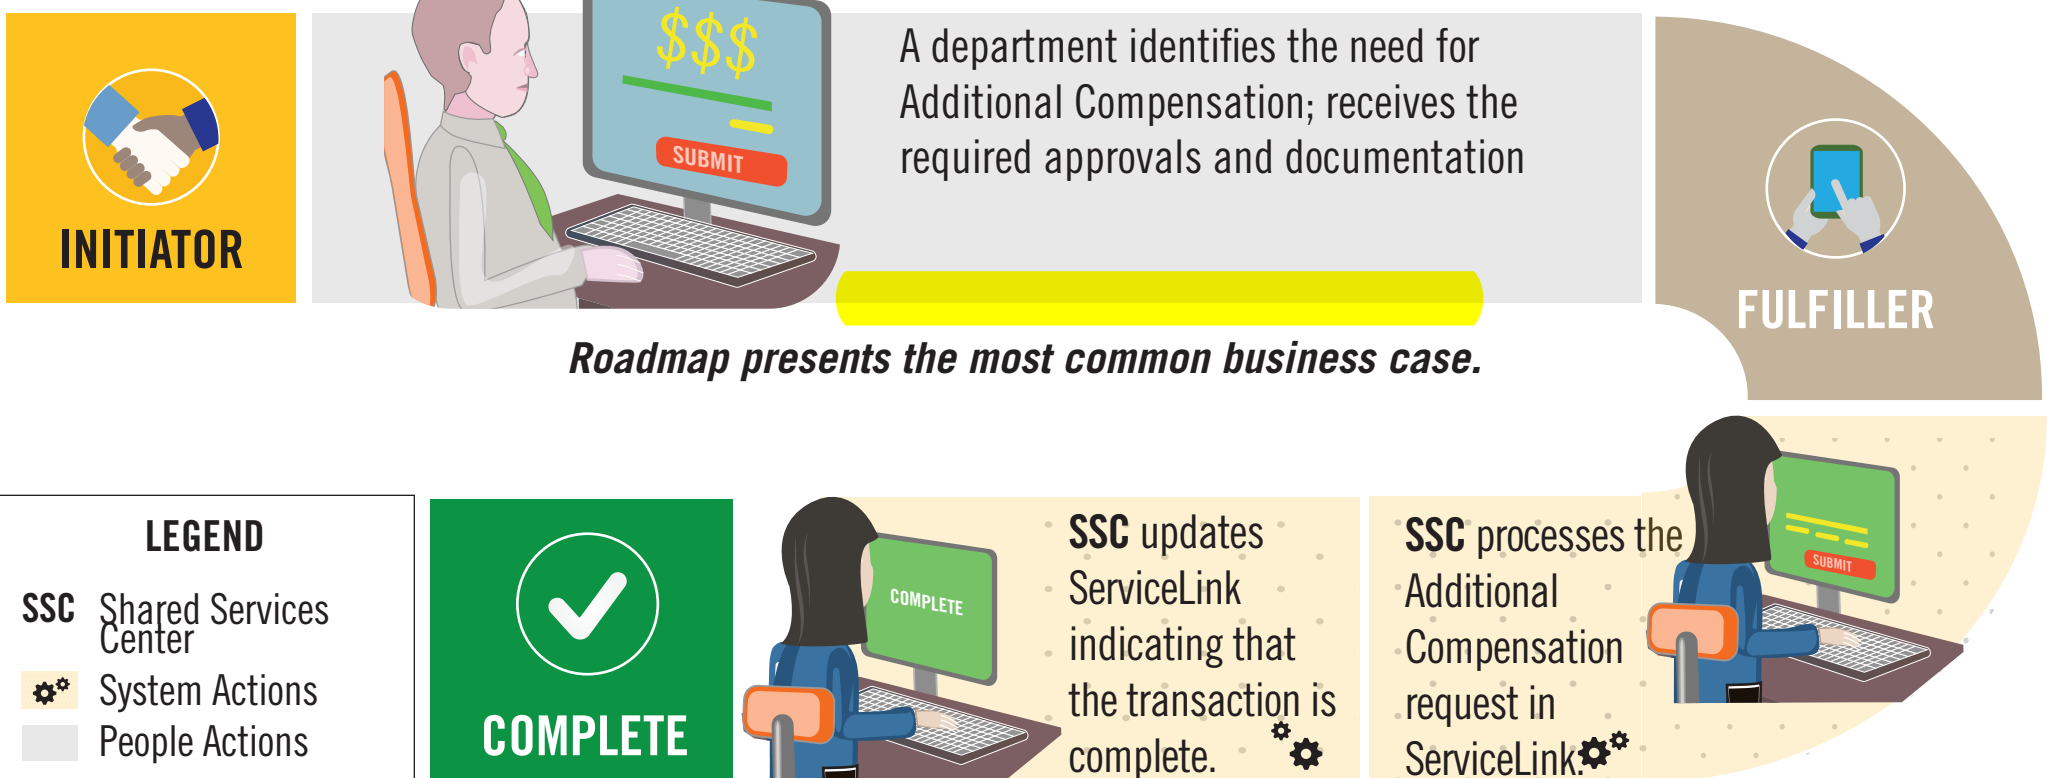 $$$
SUBMIT
A department identifies the need for
Additional Compensation; receives the
required approvals and documentation
INITIATOR
FULFILLER
Roadmap presents the most common business case.
SUBMIT
LEGEND
SSC Shared Services
Center
System Actions
People Actions
COMPLETE
COMPLETE
SSC updates
ServiceLink
indicating that
the transaction is
complete.
SSC processes the
Additional
Compensation
request in
ServiceLink.